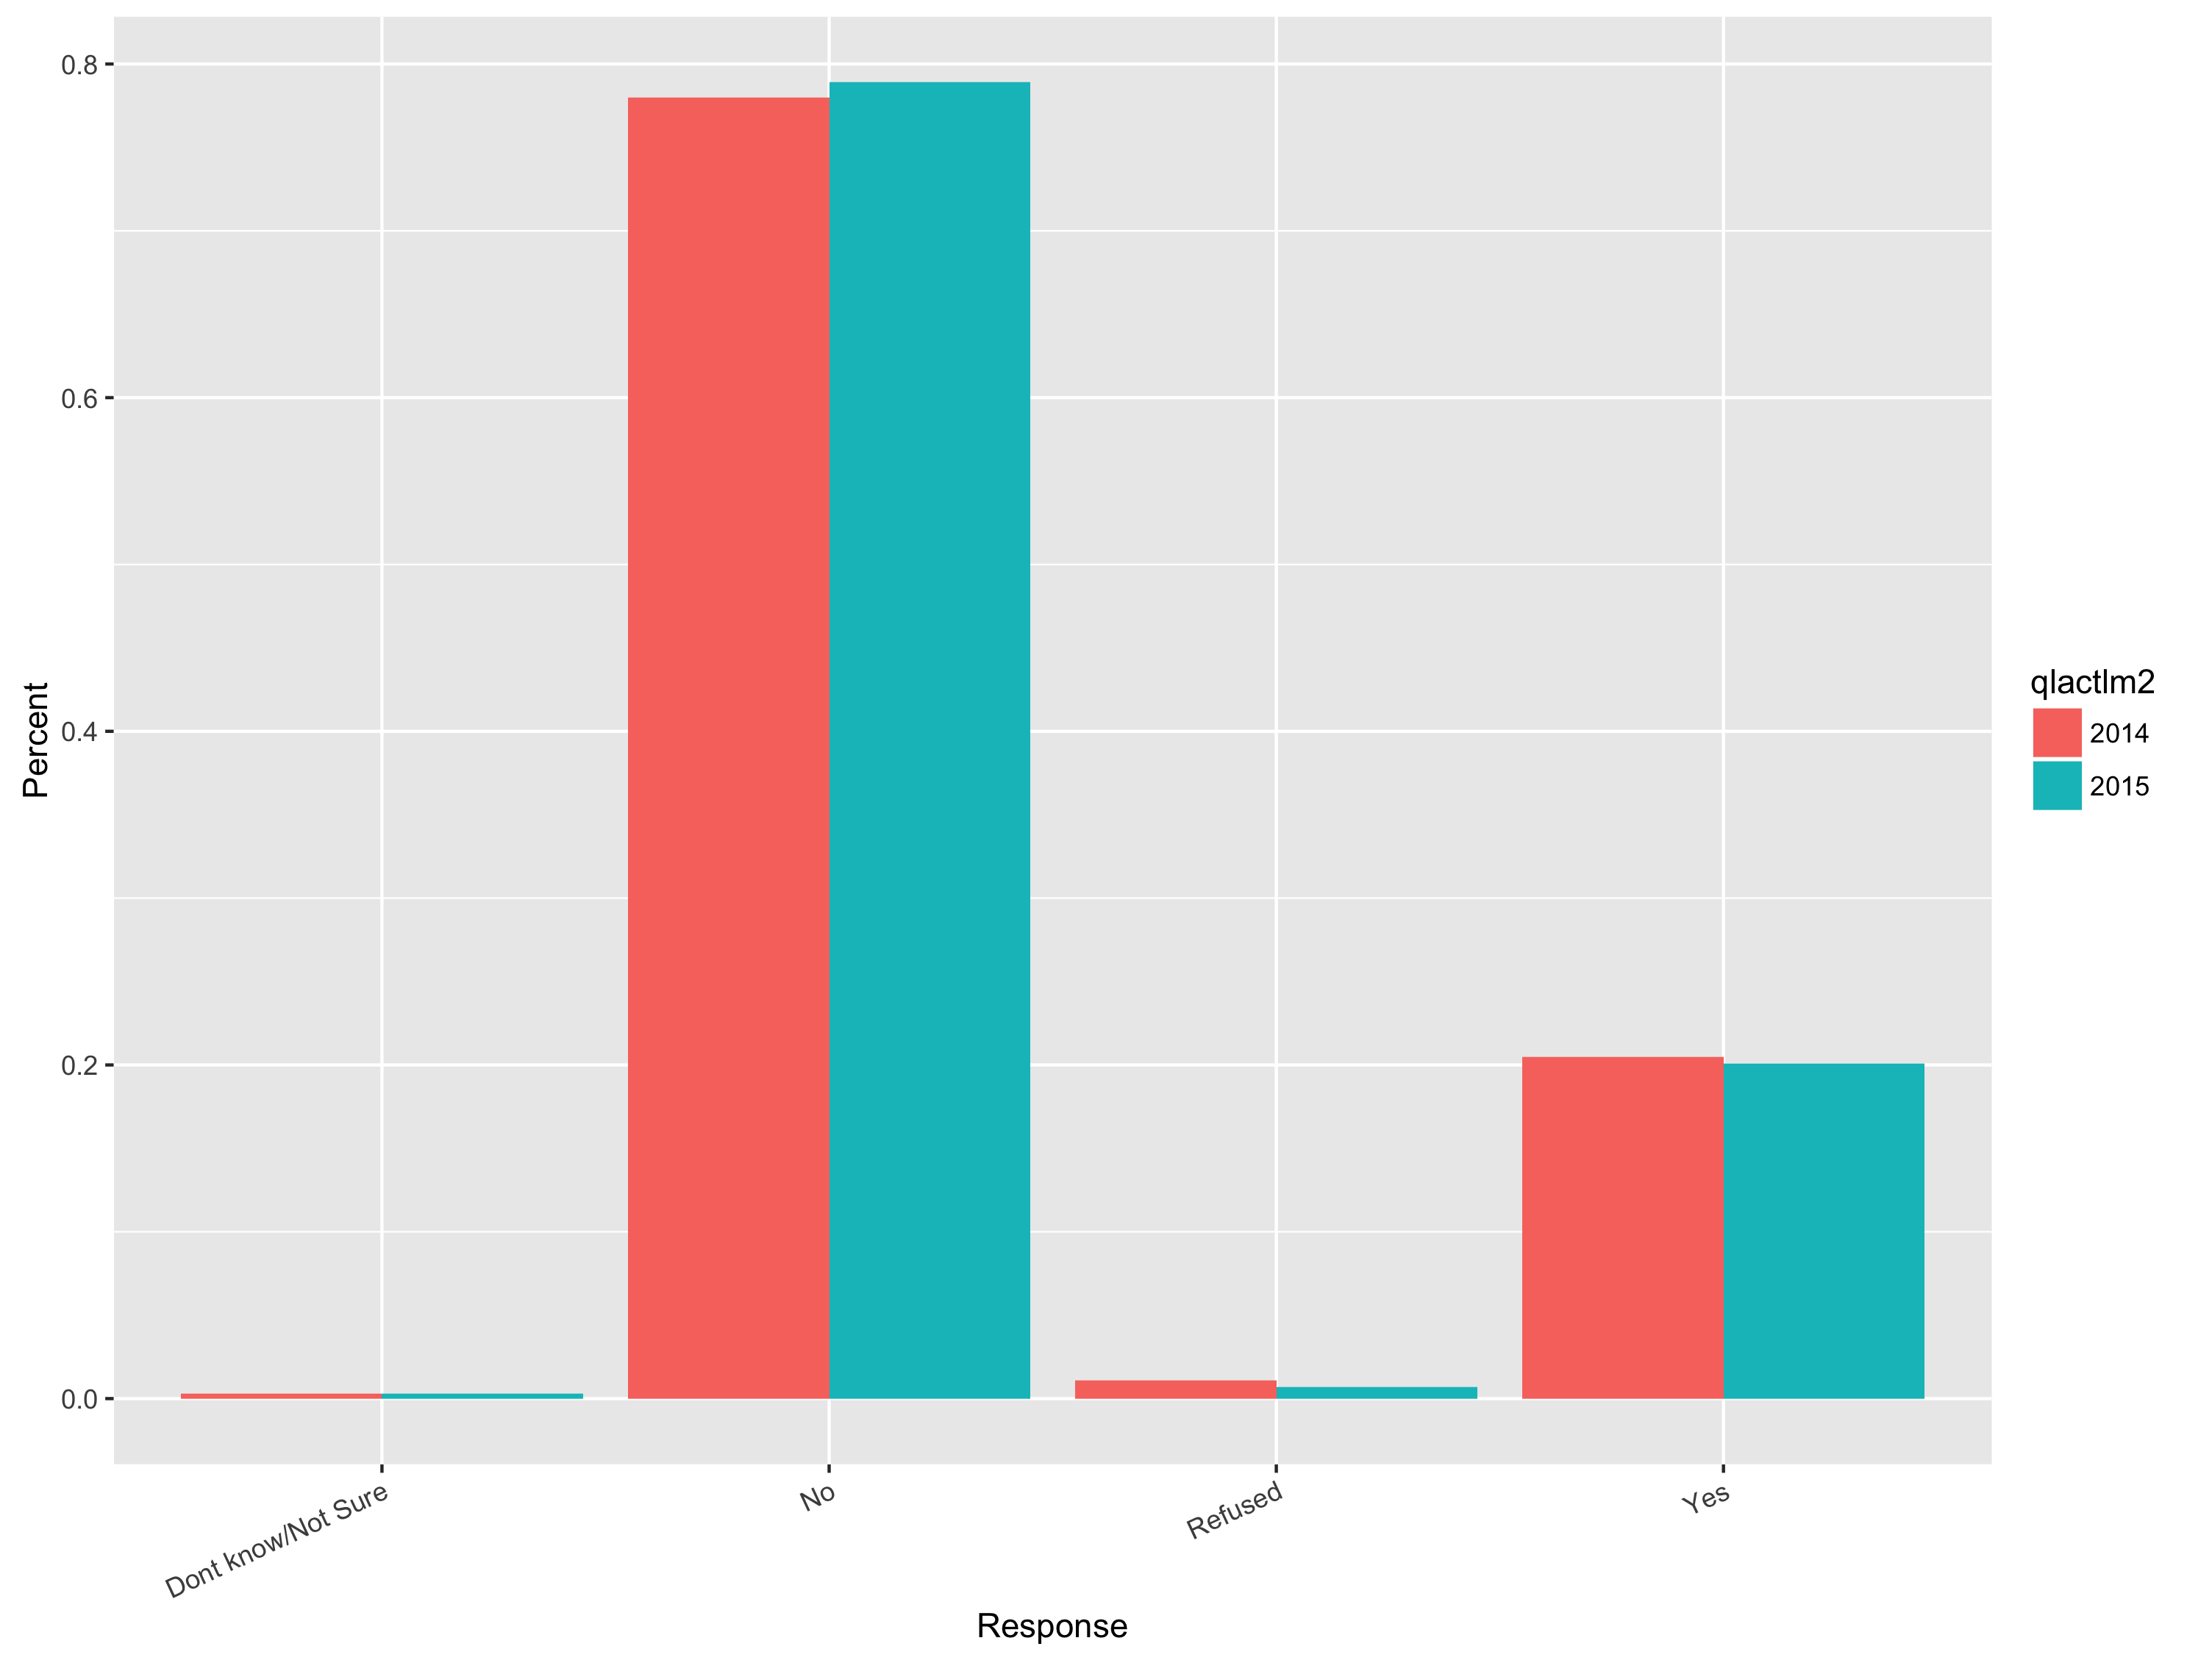 0.8
0.6
0.4
0.2
0.0
Percent
Dont know/Not Sure
No
Refused
Yes
Response
qlactlm2
2014
2015